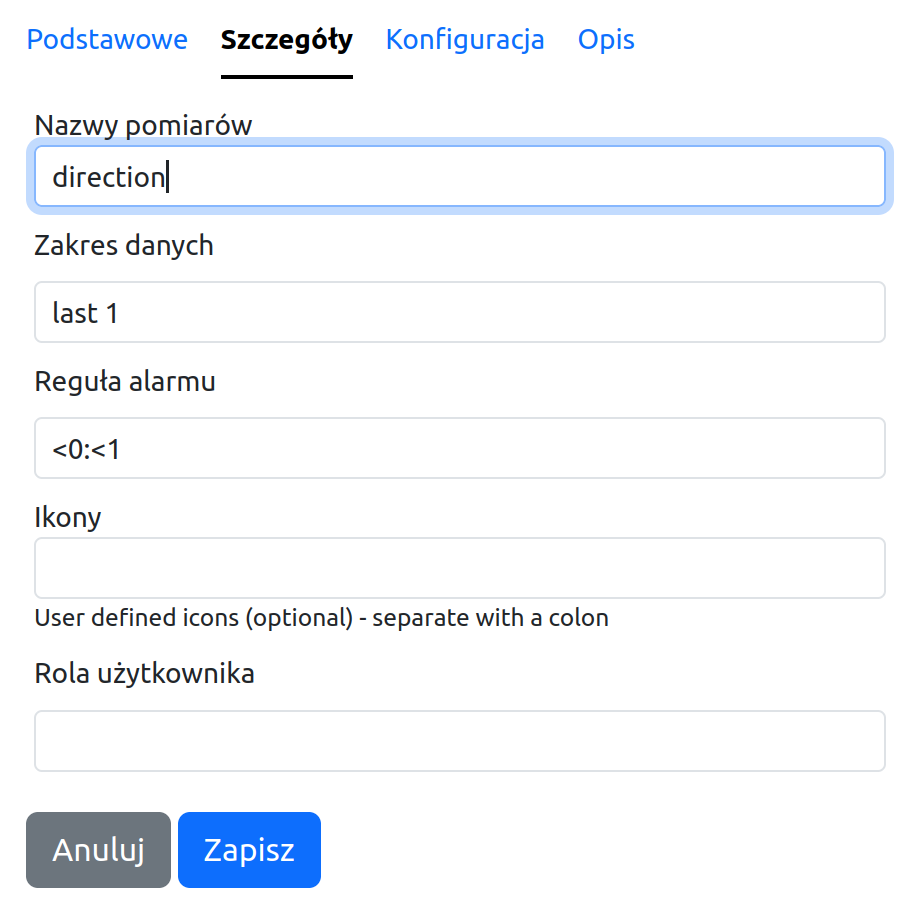 Podstawowe Szczegóły Konfiguracja Opis
Nazwy pomiarów
direction
Zakres danych
last 1
Reguła alarmu
<0:<1
Ikony
User defined icons (optional) - separate with a colon
Rola użytkownika
Anuluj Zapisz